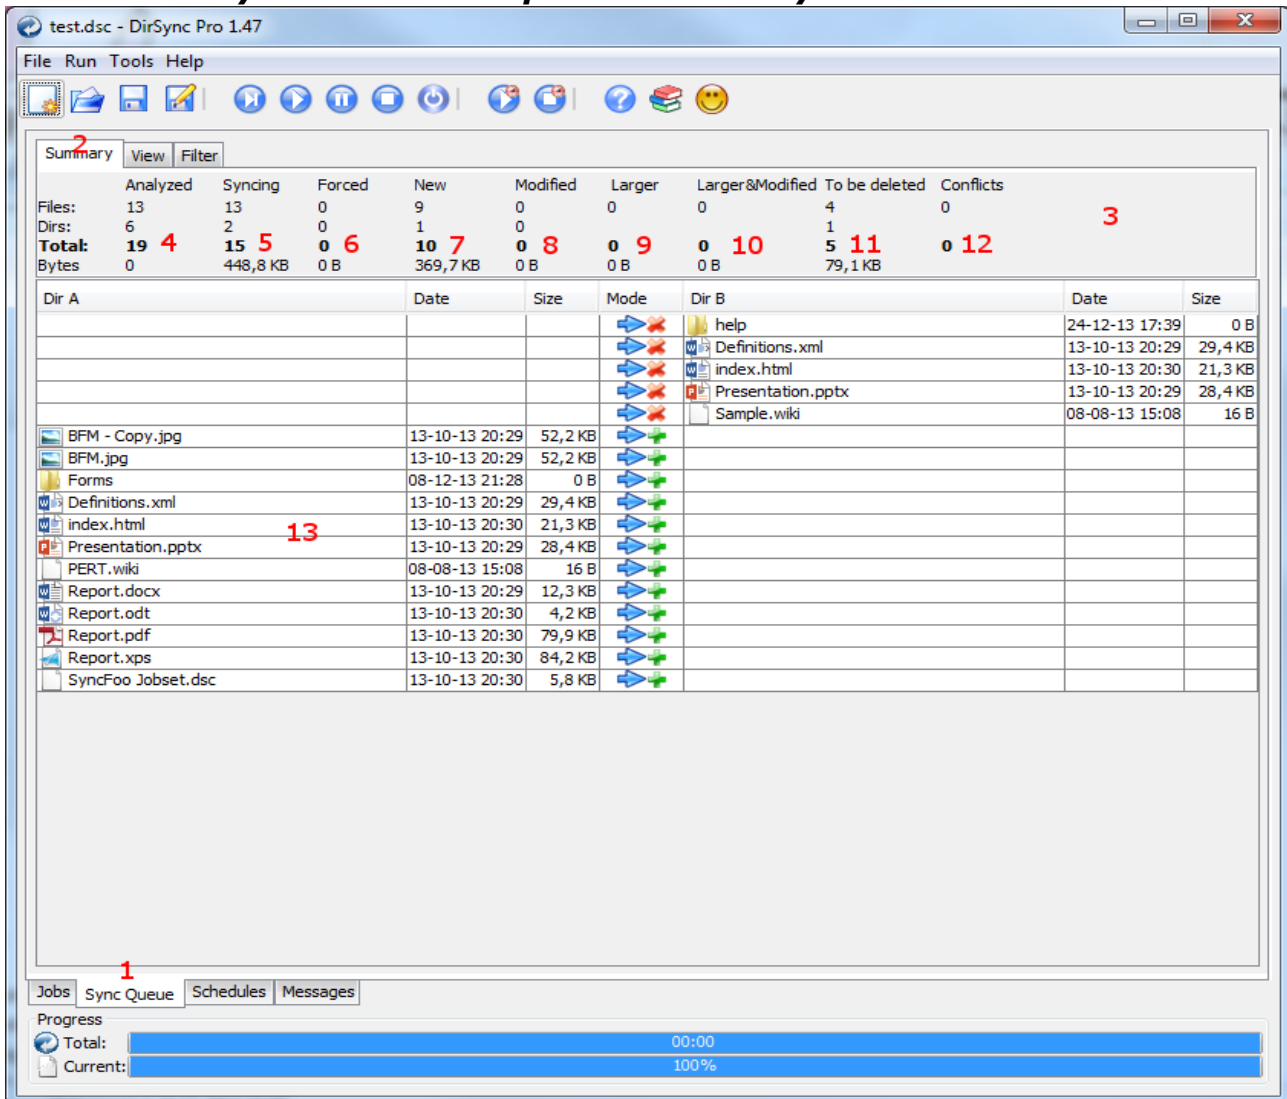 test.dsc - DirSync Pro 1.47
File Run Tools Help
2
Summary View Filter
Analyzed Syncing Forced New Modified Larger Larger&Modified To be deleted Conflicts
Files: 13 13 0 9 0 0 0 4 0
3
Dirs: 6 2 0 1 0 1
Total: 19 4 15 5 0 6 10 7 0 8 0 9 0 10 5 11 0 12
Bytes 0 448,8 KB 0 B 369,7 KB 0 B 0 B 0 B 79,1 KB
Dir A Date Size Mode Dir B Date Size
help 24-12-13 17:39 0 B
Definitions.xml 13-10-13 20:29 29,4 KB
index.html 13-10-13 20:30 21,3 KB
Presentation.pptx 13-10-13 20:29 28,4 KB
Sample.wiki 08-08-13 15:08 16 B
BFM - Copy.jpg 13-10-13 20:29 52,2 KB
BFM.jpg 13-10-13 20:29 52,2 KB
Forms 08-12-13 21:28 0 B
Definitions.xml 13-10-13 20:29 29,4 KB
index.html 13-10-13 20:30 21,3 KB
13
Presentation.pptx 13-10-13 20:29 28,4 KB
PERT.wiki 08-08-13 15:08 16 B
Report.docx 13-10-13 20:29 12,3 KB
Report.odt 13-10-13 20:30 4,2 KB
Report.pdf 13-10-13 20:30 79,9 KB
Report.xps 13-10-13 20:30 84,2 KB
SyncFoo Jobset.dsc 13-10-13 20:30 5,8 KB
1
Jobs Sync Queue Schedules Messages
Progress
Total: 00:00
Current: 100%